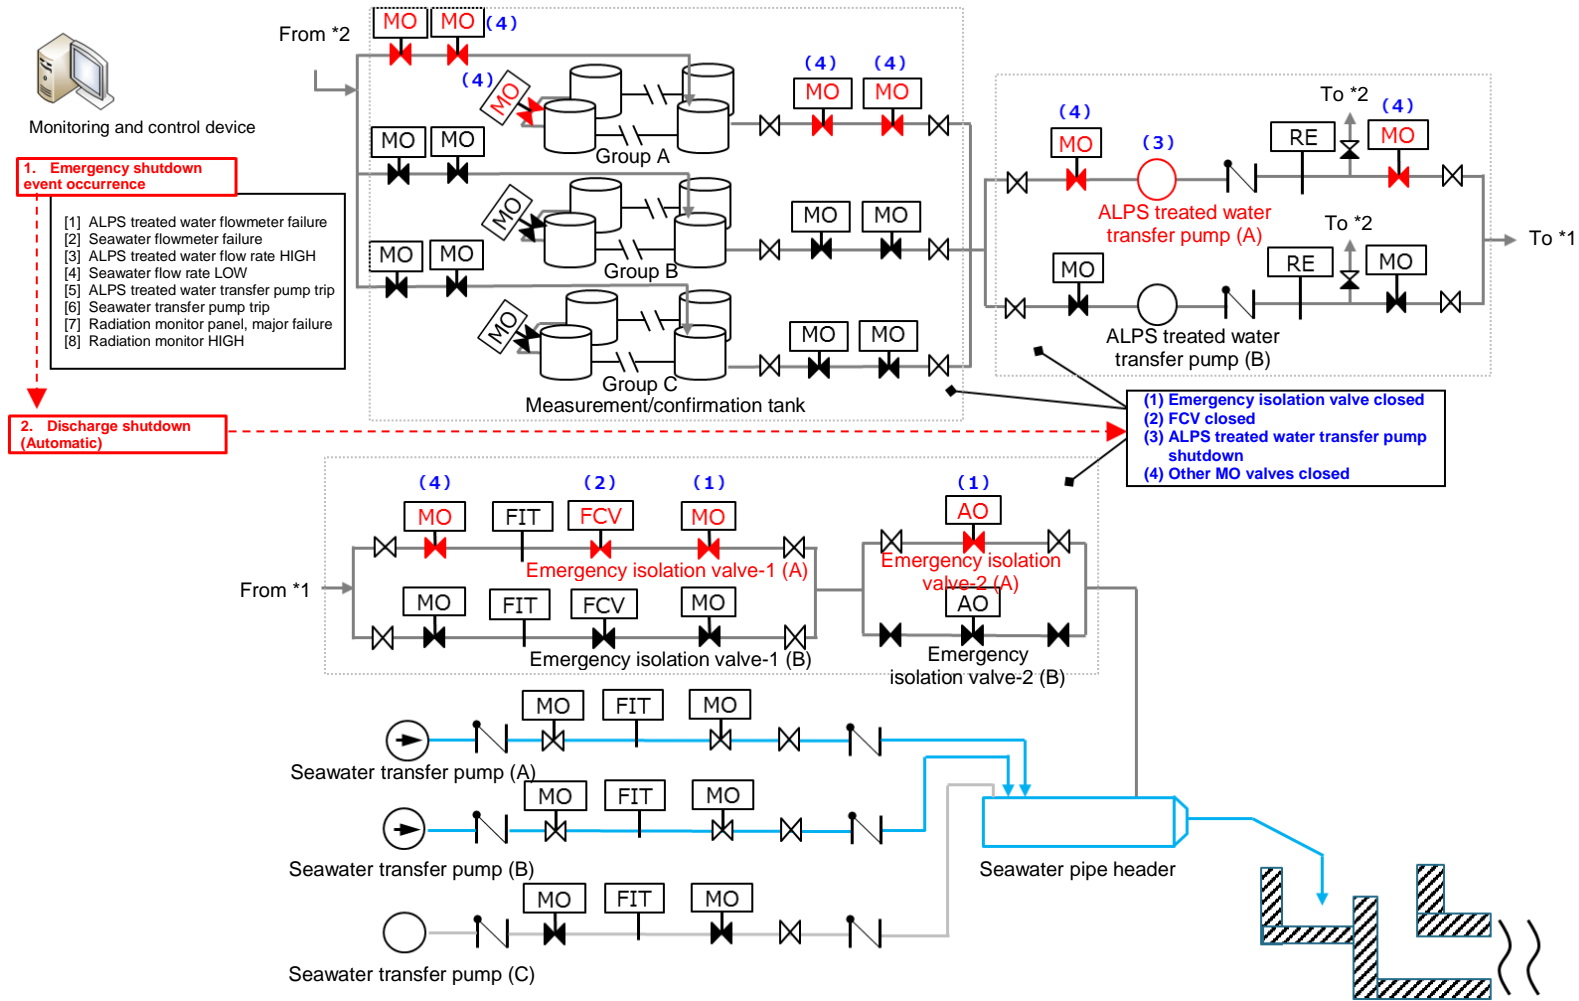 MO MO (4)
From *2
(4)
MO
(4) (4)
MO MO
Monitoring and control device
Group A
MO MO
1. Emergency shutdown
event occurrence
[1] ALPS treated water flowmeter failure
[2] Seawater flowmeter failure
[3] ALPS treated water flow rate HIGH
[4] Seawater flow rate LOW
[5] ALPS treated water transfer pump trip
[6] Seawater transfer pump trip
[7] Radiation monitor panel, major failure
[8] Radiation monitor HIGH
MO
MO MO
Group B
MO MO
MO
MO MO
Group C
Measurement/confirmation tank
To *2
(4) (3) (4)
MO RE MO
ALPS treated water
transfer pump (A)
To *2
To *1
MO RE MO
ALPS treated water
transfer pump (B)
2. Discharge shutdown
(Automatic)
(1) Emergency isolation valve closed
(2) FCV closed
(3) ALPS treated water transfer pump
shutdown
(4) Other MO valves closed
(4) (2) (1) (1)
MO FIT FCV MO AO
Emergency isolation valve-1 (A)
Emergency isolation
valve-2 (A)
From *1
MO FIT FCV MO AO
Emergency isolation valve-1 (B)
Emergency
isolation valve-2 (B)
MO FIT MO
Seawater transfer pump (A)
MO FIT MO
Seawater transfer pump (B)
Seawater pipe header
MO FIT MO
Seawater transfer pump (C)